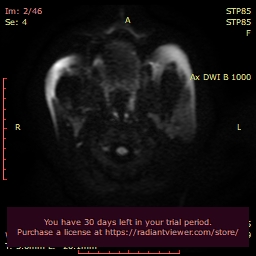 Im: 2/46
Se: 4
A
STP85
STP85
F
Ax DWI B 1000
R
L
You have 30 days left in your trial period.
Purchase a license at https://radiantviewer.com/store/